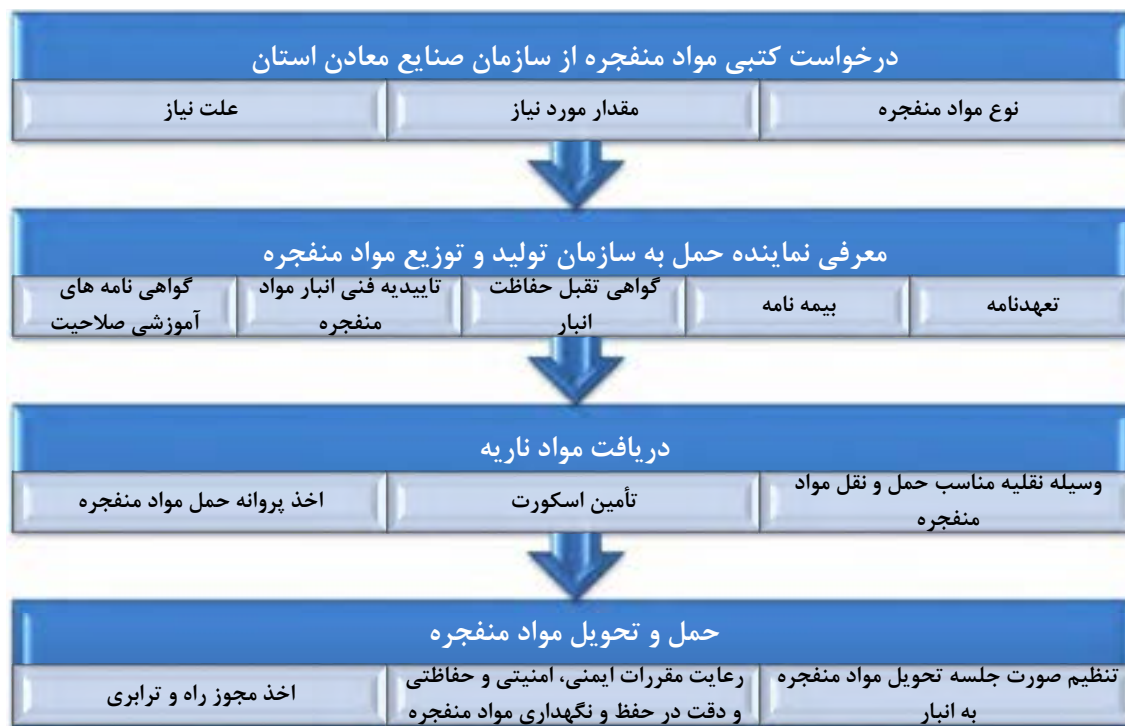 درخواست کتبی مواد منفجره از سازمان صنایع معادن استان
نوع مواد منفجره
مقدار مورد نیاز
علت نیاز
معرفی نماینده حمل به سازمان تولید و توزیع مواد منفجره
تعهدنامه
بیمه نامه
گواهی تقبل حفاظت
انبار
تاییدیه فنی انبار مواد
منفجره
گواهی نامه های
آموزشی صلاحیت
دریافت مواد ناریه
وسیله نقلیه مناسب حمل و نقل مواد
منفجره
تأمین اسکورت
اخذ پروانه حمل مواد منفجره
حمل و تحویل مواد منفجره
تنظیم صورت جلسه تحویل مواد منفجره
به انبار
رعایت مقررات ایمنی، امنیتی و حفاظتی
و دقت در حفظ و نگهداری مواد منفجره
اخذ مجوز راه و ترابری